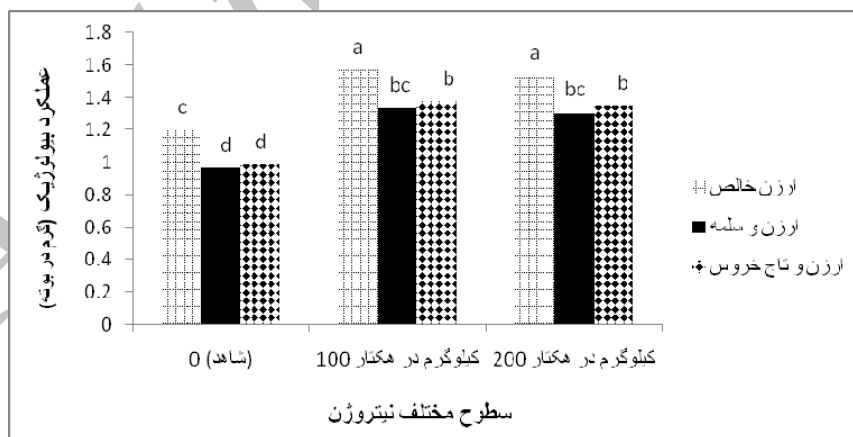 عملکرد بیولوژیک (گرم در بوته)
1.8
1.6
1.4
1.2
1
0.8
0.6
0.4
0.2
0
c d d
a bc b
a bc b
ارزن خالص
ارزن و سلمه
ارزن و تاج خروس
0 (شاهد)
100 کیلوگرم در هکتار
200 کیلوگرم در هکتار
سطوح مختلف نیتروژن